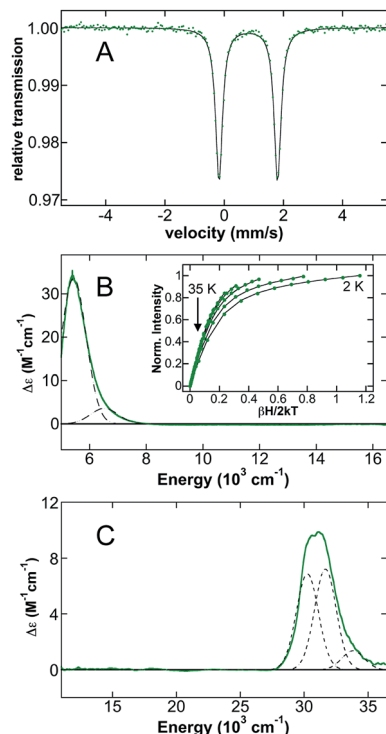 1.00
A
0.99
0.98
0.97
relative transmission
-4 -2 0 2 4
velocity (mm/s)
B
30
20
10
0
Δε (M⁻¹cm⁻¹)
1
0.8
0.6
0.4
0.2
0
Norm. Intensity
35 K
2 K
0 0.2 0.4 0.6 0.8 1 1.2
βH/2kT
6 8 10 12 14 16
Energy (10³ cm⁻¹)
12
C
8
4
0
Δε (M⁻¹cm⁻¹)
15 20 25 30 35
Energy (10³ cm⁻¹)